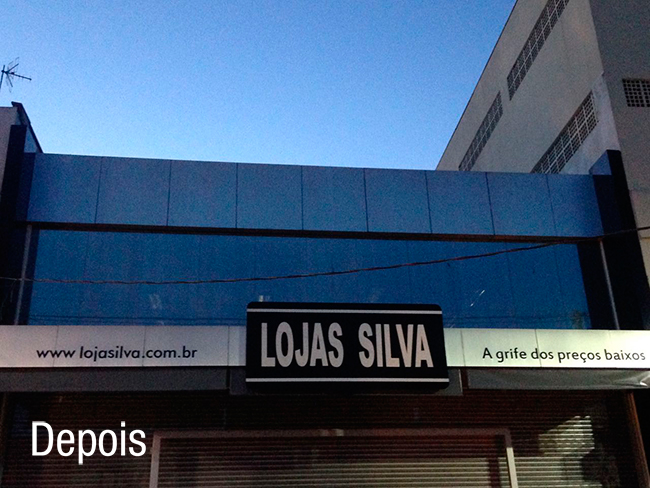 LOJAS SILVA
www.lojasilva.com.br
A grife dos preços baixos
Depois